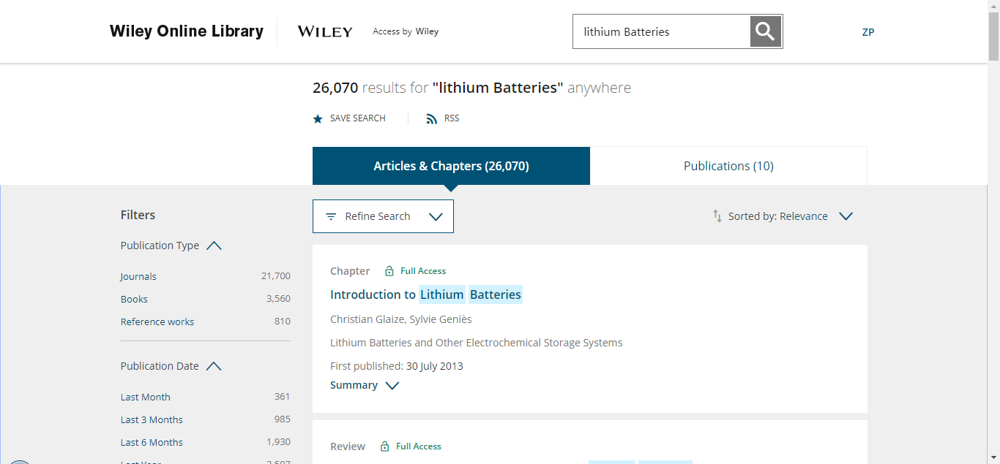 Wiley Online Library
WILEY
Access by Wiley
lithium Batteries
ZP
26,070 results for "lithium Batteries" anywhere
SAVE SEARCH
RSS
Articles & Chapters (26,070)
Publications (10)
Filters
Publication Type
Journals 21,700
Books 3,560
Reference works 810
Publication Date
Last Month 361
Last 3 Months 985
Last 6 Months 1,930
Refine Search
Sorted by: Relevance
Chapter Full Access
Introduction to Lithium Batteries
Christian Glaize, Sylvie Geniès
Lithium Batteries and Other Electrochemical Storage Systems
First published: 30 July 2013
Summary
Review Full Access